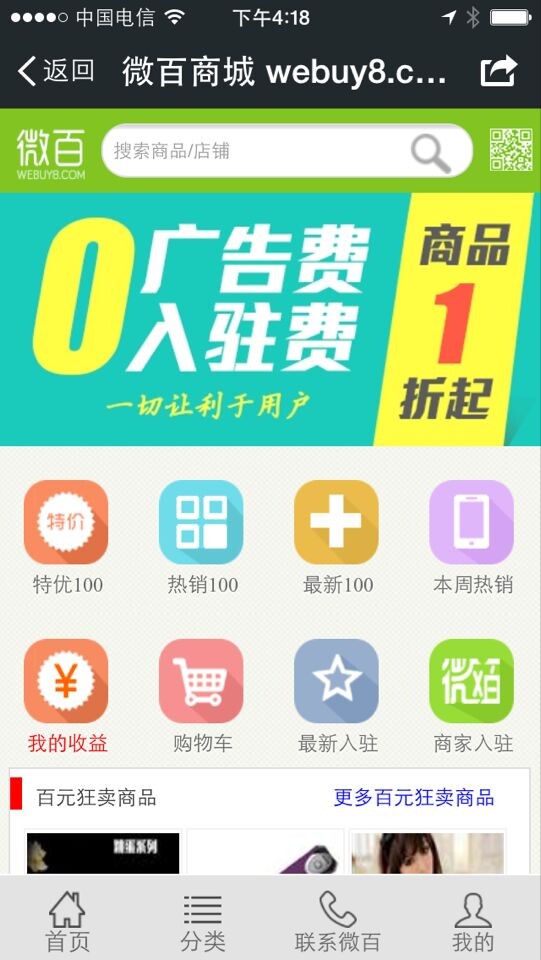 中国电信 下午4:18
返回 微百商城 webuy8.c...
微百 搜索商品/店铺
WEBUY8.COM
0广告费
入驻费
一切让利于用户
商品
1
折起
特价
特优100 热销100 最新100 本周热销
¥ 微百
我的收益 购物车 最新入驻 商家入驻
百元狂卖商品 更多百元狂卖商品
首页 分类 联系微百 我的